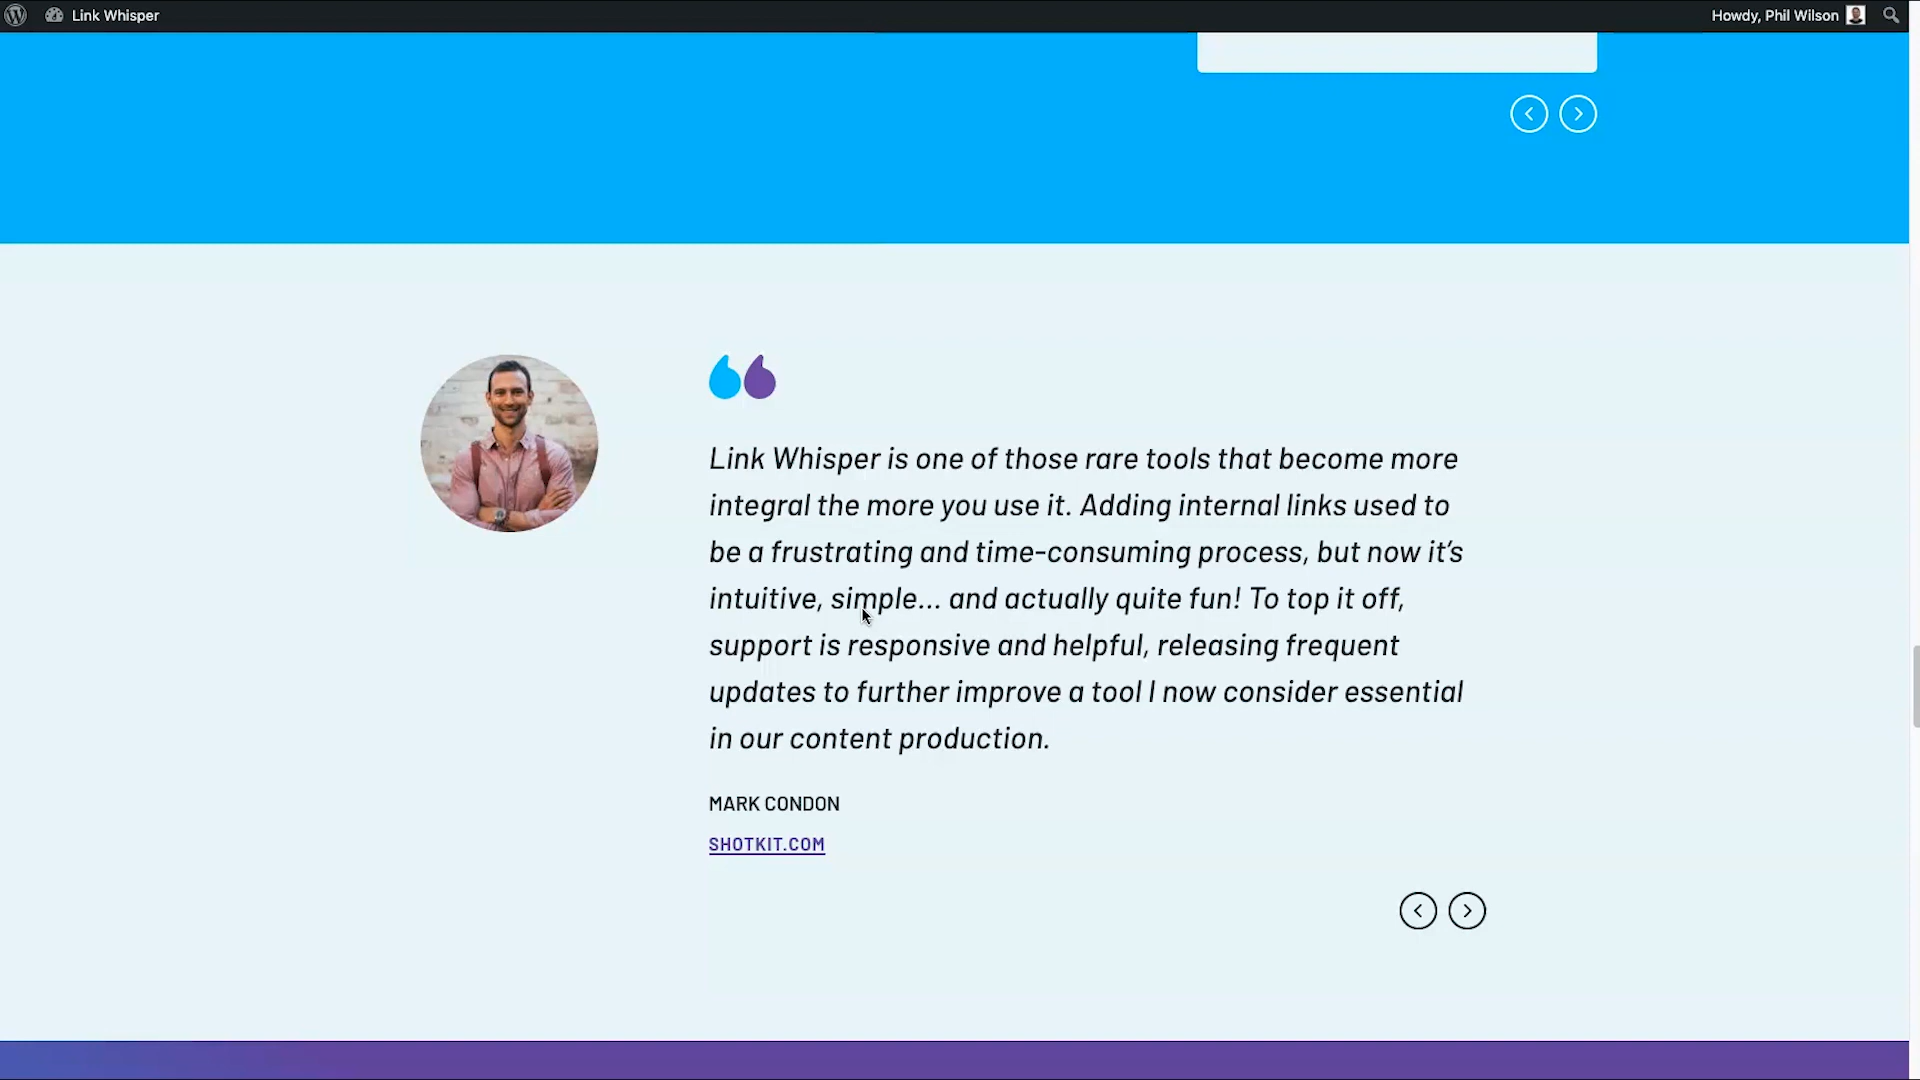 Link Whisper
Howdy, Phil Wilson
Link Whisper is one of those rare tools that become more
integral the more you use it. Adding internal links used to
be a frustrating and time-consuming process, but now it’s
intuitive, simple… and actually quite fun! To top it off,
support is responsive and helpful, releasing frequent
updates to further improve a tool I now consider essential
in our content production.
MARK CONDON
SHOTKIT.COM